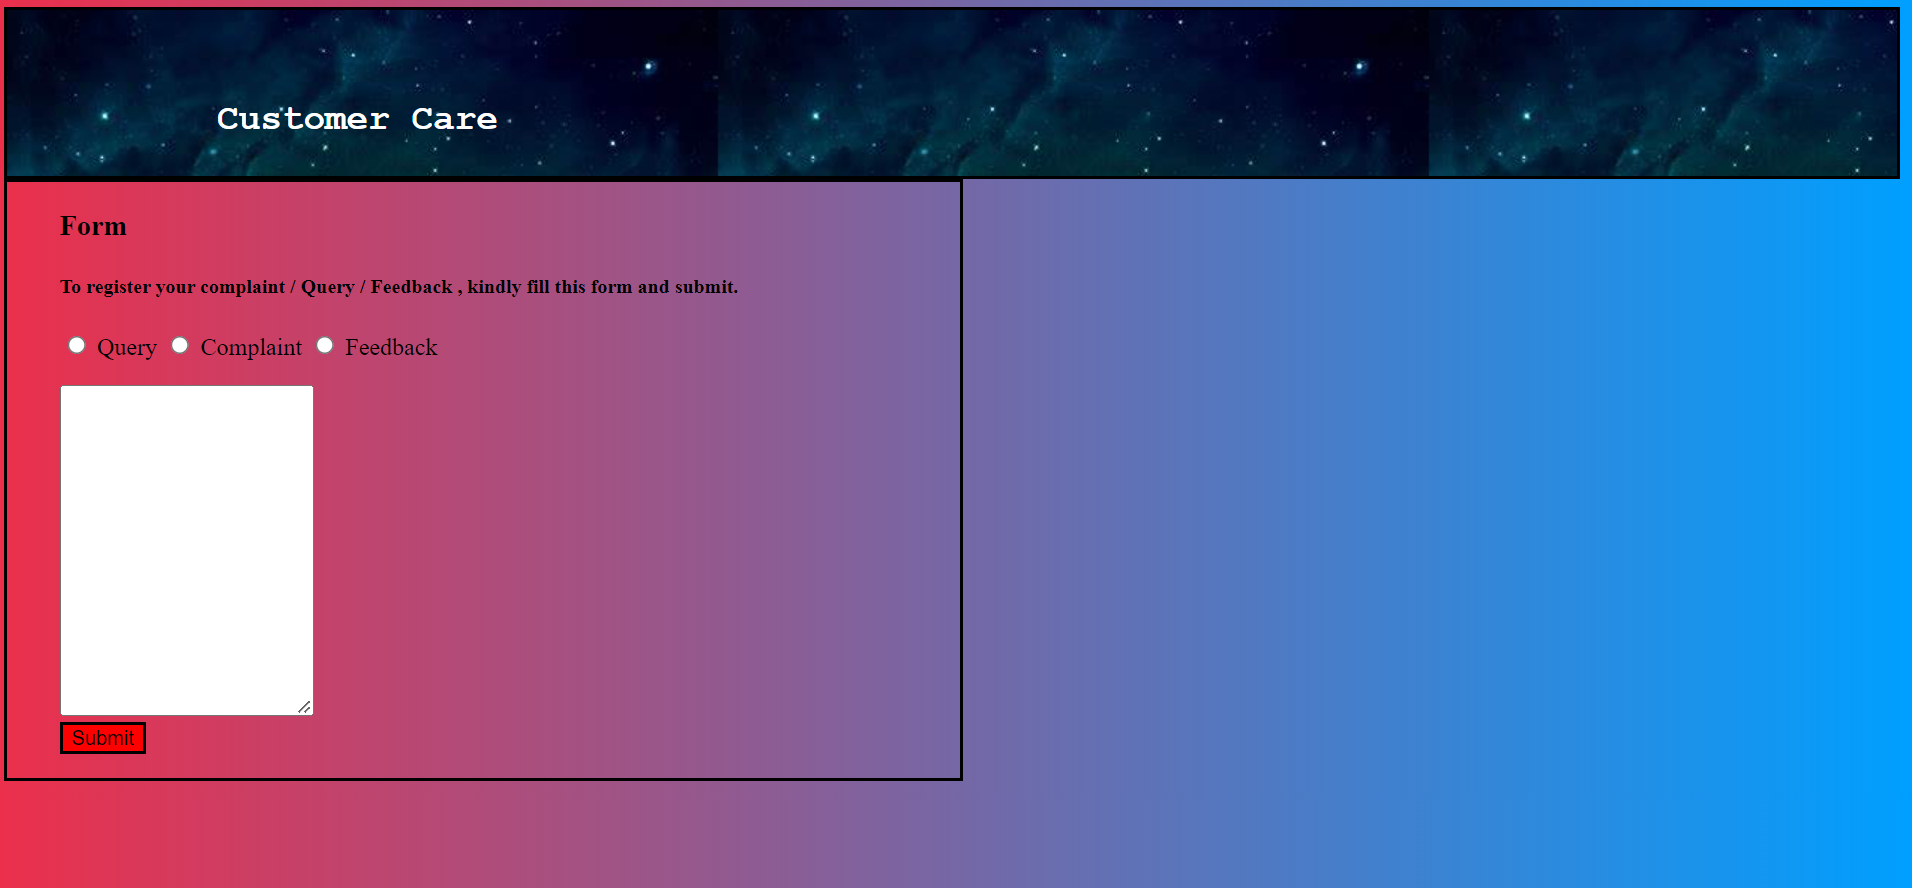 Customer Care
Form
To register your complaint / Query / Feedback , kindly fill this form and submit.
Query Complaint Feedback
Submit